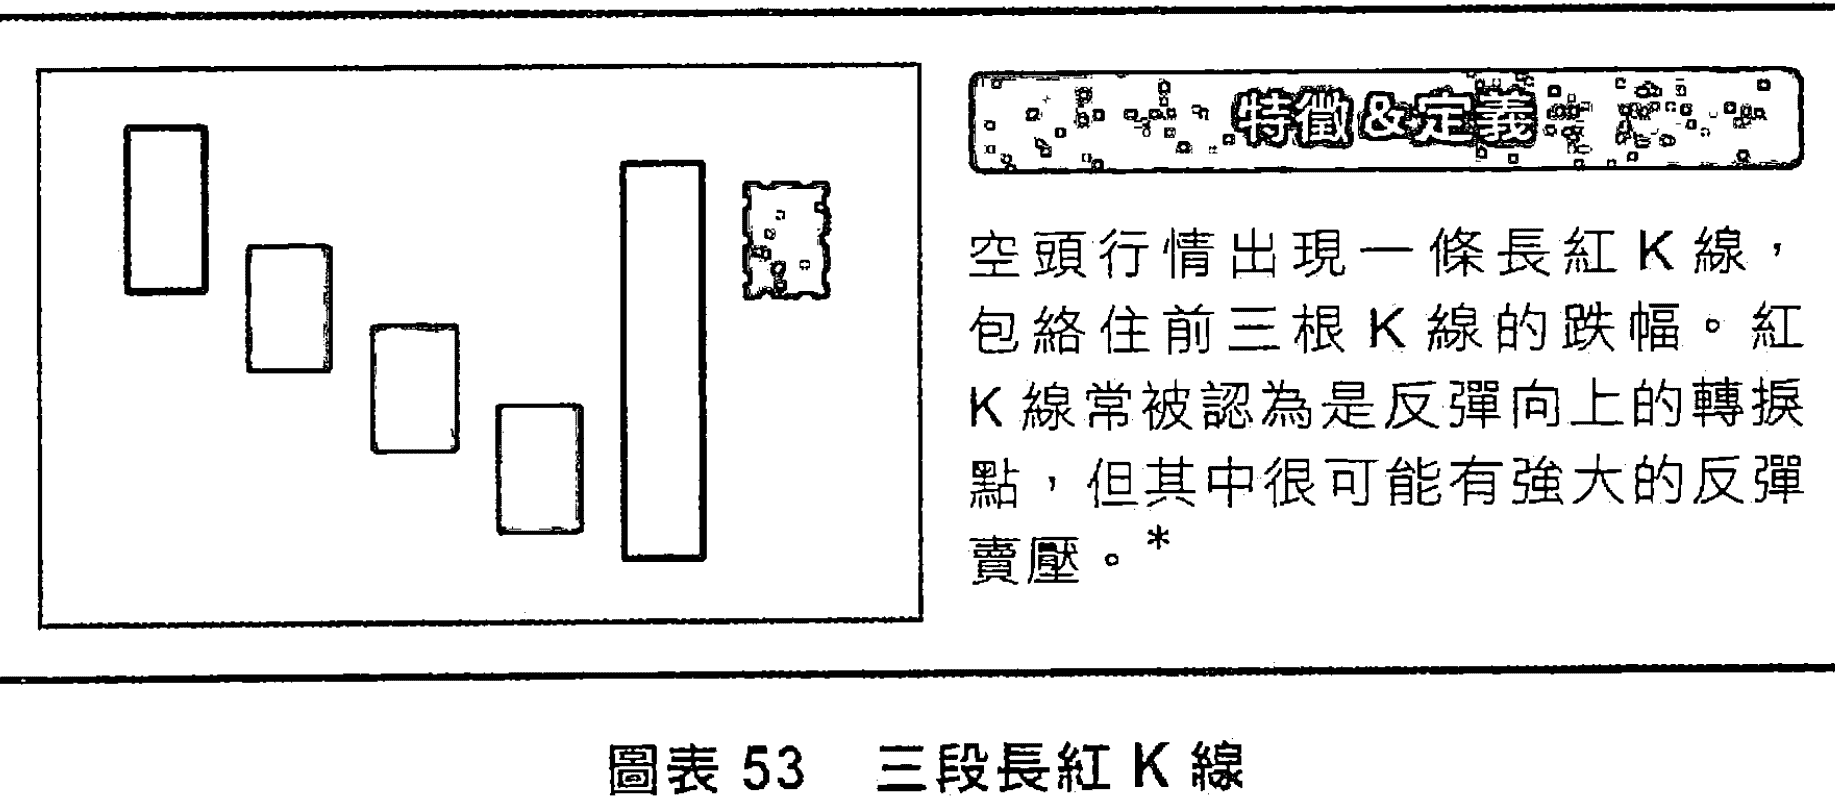 特徵&定義
空頭行情出現一條長紅K線，
包絡住前三根K線的跌幅。紅
K線常被認為是反彈向上的轉捩
點，但其中很可能有強大的反彈
賣壓。*
圖表 53 三段長紅 K 線